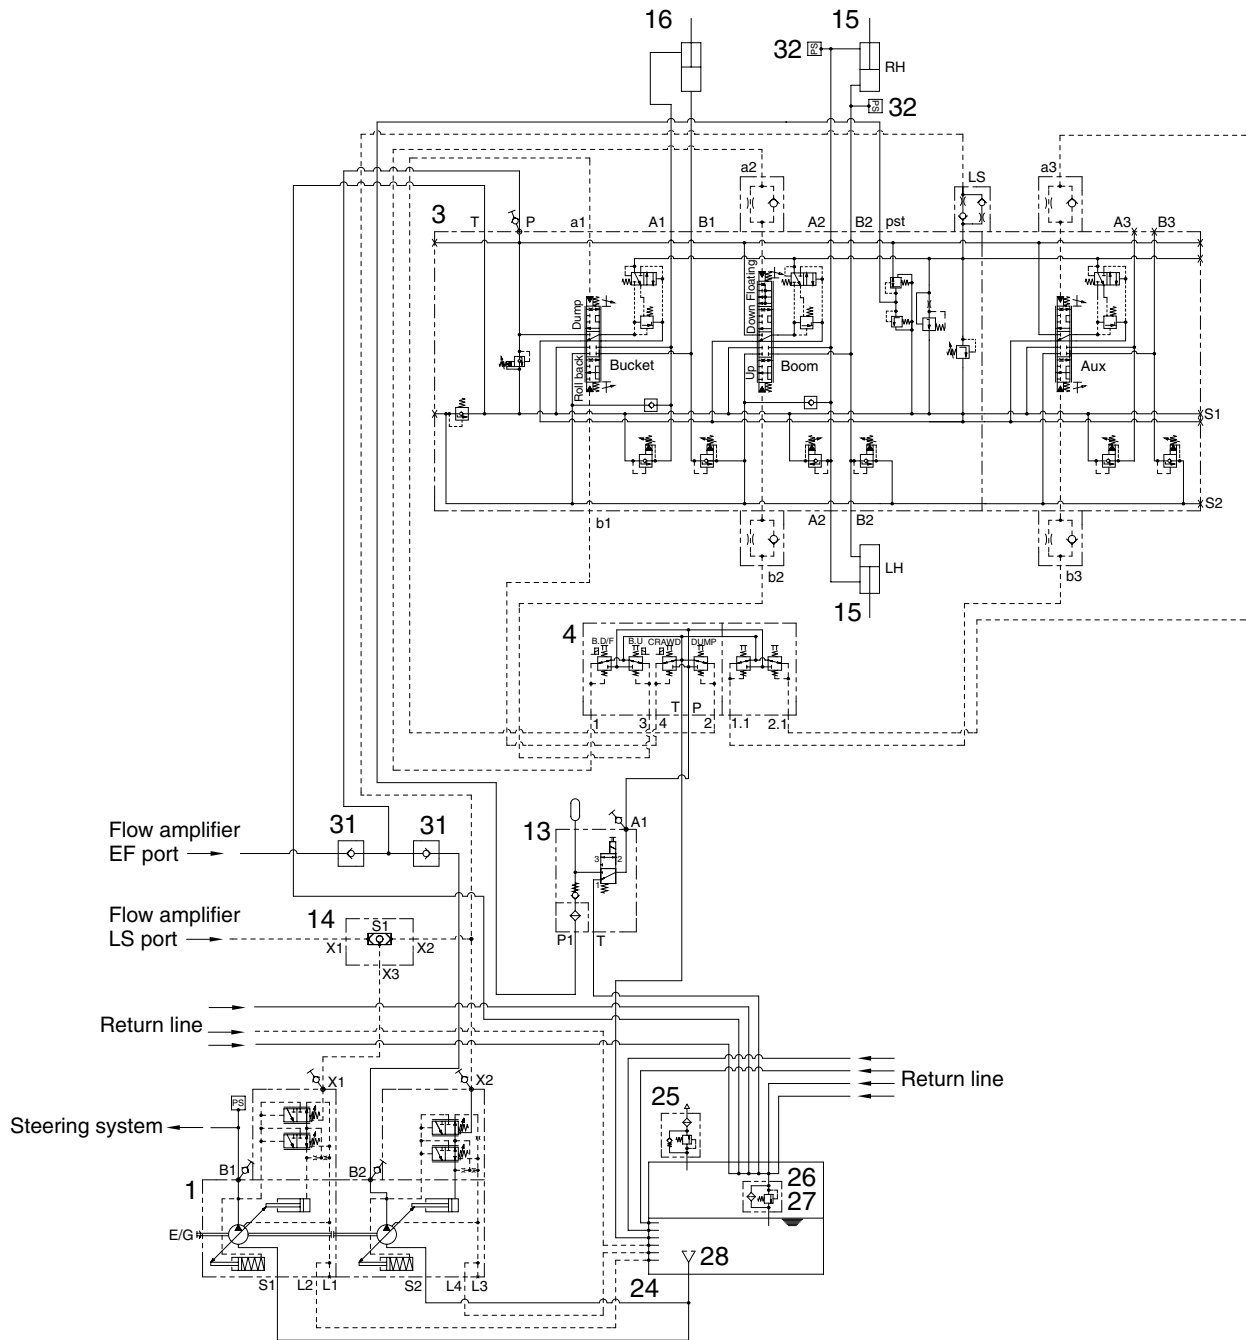 16
15
32
PS
RH
PS
32
a2
LS
a3
3
T
P
a1
A1
B1
A2
B2
pst
A3
B3
Dump
Roll back
Bucket
Down Floating
Up
Boom
Aux
S1
S2
b1
A2
B2
b2
LH
b3
15
4
B.D/F
B.U
CRAWD
DUMP
T
P
1
3
4
2
1.1
2.1
31
31
13
A1
Flow amplifier
EF port
3
2
1
Flow amplifier
LS port
14
S1
X1
X2
X3
P1
T
Return line
X1
X2
Return line
PS
25
Steering system
B1
B2
26
27
1
E/G
28
S1
L2
L1
S2
L4
L3
24